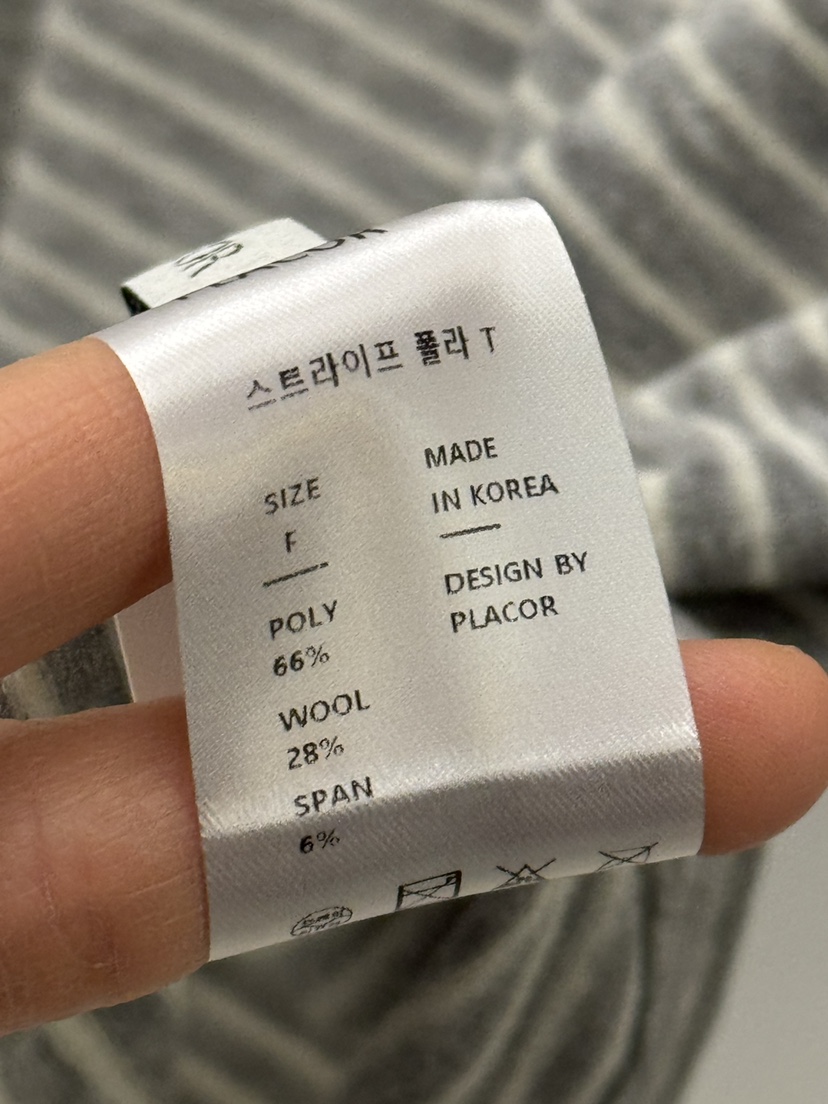 PLACOR
스트라이프 폴라 T
SIZE
F
POLY
66%
WOOL
28%
SPAN
6%
MADE
IN KOREA
DESIGN BY
PLACOR